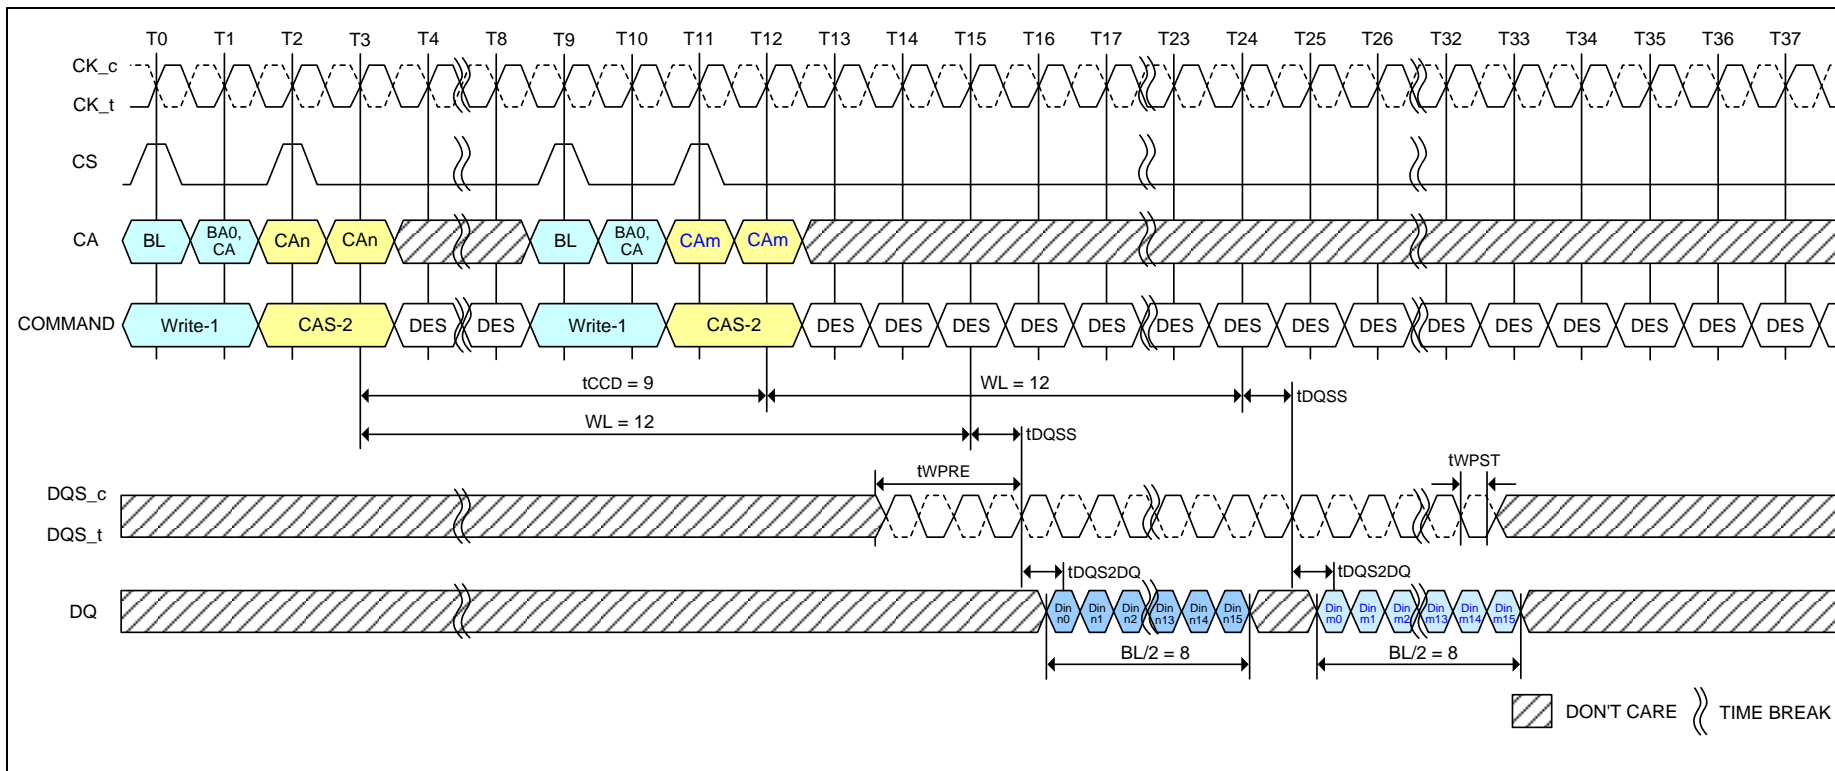 T0 T1 T2 T3 T4 T8 T9 T10 T11 T12 T13 T14 T15 T16 T17 T23 T24 T25 T26 T32 T33 T34 T35 T36 T37
CK_c
CK_t
CS
CA BL BA0, CA CAn CAn BL BA0, CA CAm CAm
COMMAND Write-1 CAS-2 DES DES Write-1 CAS-2 DES DES DES DES DES DES DES DES DES DES DES DES DES DES DES
tCCD = 9 WL = 12 tDQSS
WL = 12 tDQSS
tWPRE tWPST
DQS_c
DQS_t
tDQS2DQ tDQS2DQ
DQ Din n0 Din n1 Din n2 Din n13 Din n14 Din n15 Din m0 Din m1 Din m2 Din m13 Din m14 Din m15
BL/2 = 8 BL/2 = 8
DON'T CARE TIME BREAK